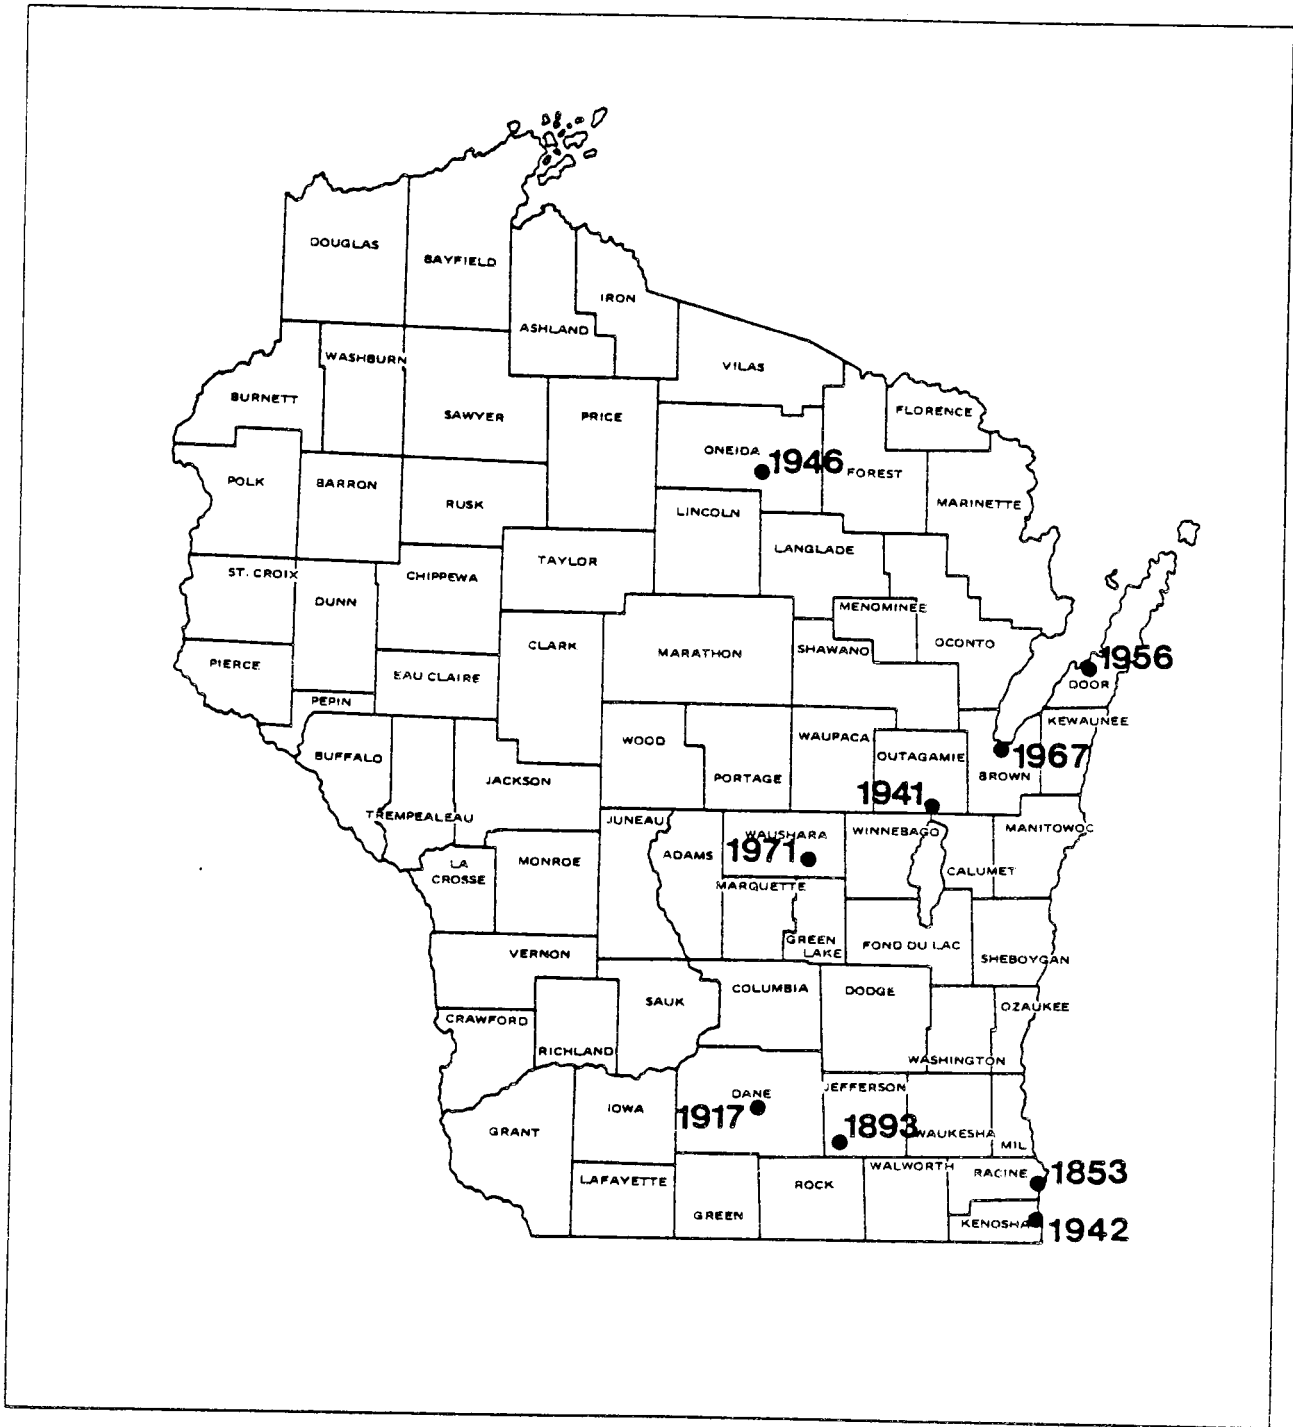 DOUGLAS
BAYFIELD
IRON
ASHLAND
WASHBURN
VILAS
BURNETT
SAWYER
PRICE
FLORENCE
ONEIDA
1946
FOREST
POLK
BARRON
RUSK
LINCOLN
MARINETTE
LANGLADE
TAYLOR
ST. CROIX
CHIPPEWA
DUNN
MENOMINEE
CLARK
MARATHON
SHAWANO
OCONTO
PIERCE
EAU CLAIRE
1956
DOOR
PEPIN
KEWAUNEE
WOOD
WAUPACA
BUFFALO
OUTAGAMIE
1967
BROWN
JACKSON
PORTAGE
1941
TREMPEALEAU
JUNEAU
WAUSHARA
WINNEBAGO
MANITOWOC
1971
ADAMS
LA
CROSSE
MONROE
CALUMET
MARQUETTE
GREEN
LAKE
FOND DU LAC
VERNON
SHEBOYGAN
COLUMBIA
DODGE
SAUK
OZAUKEE
CRAWFORD
RICHLAND
WASHINGTON
JEFFERSON
DANE
IOWA
1917
1893
GRANT
WAUKESHA
MIL
WALWORTH
RACINE
1853
LAFAYETTE
ROCK
GREEN
KENOSHA
1942